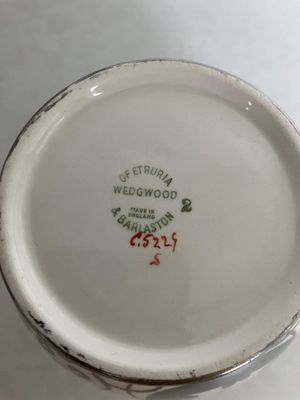 OF ETRURIA
WEDGWOOD
2
MADE IN
ENGLAND
& BARLASTON
C.5229
S